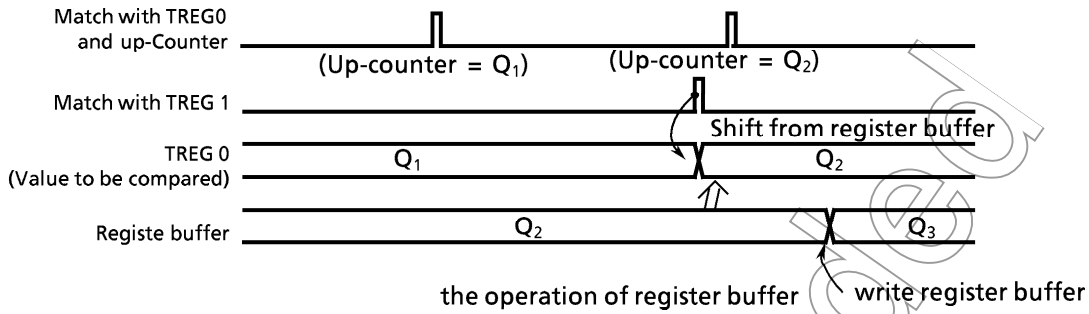 Match with TREG0
and up-Counter
(Up-counter = Q₁)
(Up-counter = Q₂)
Match with TREG 1
Shift from register buffer
TREG 0
(Value to be compared)
Q₁
Q₂
Registe buffer
Q₂
Q₃
the operation of register buffer
write register buffer